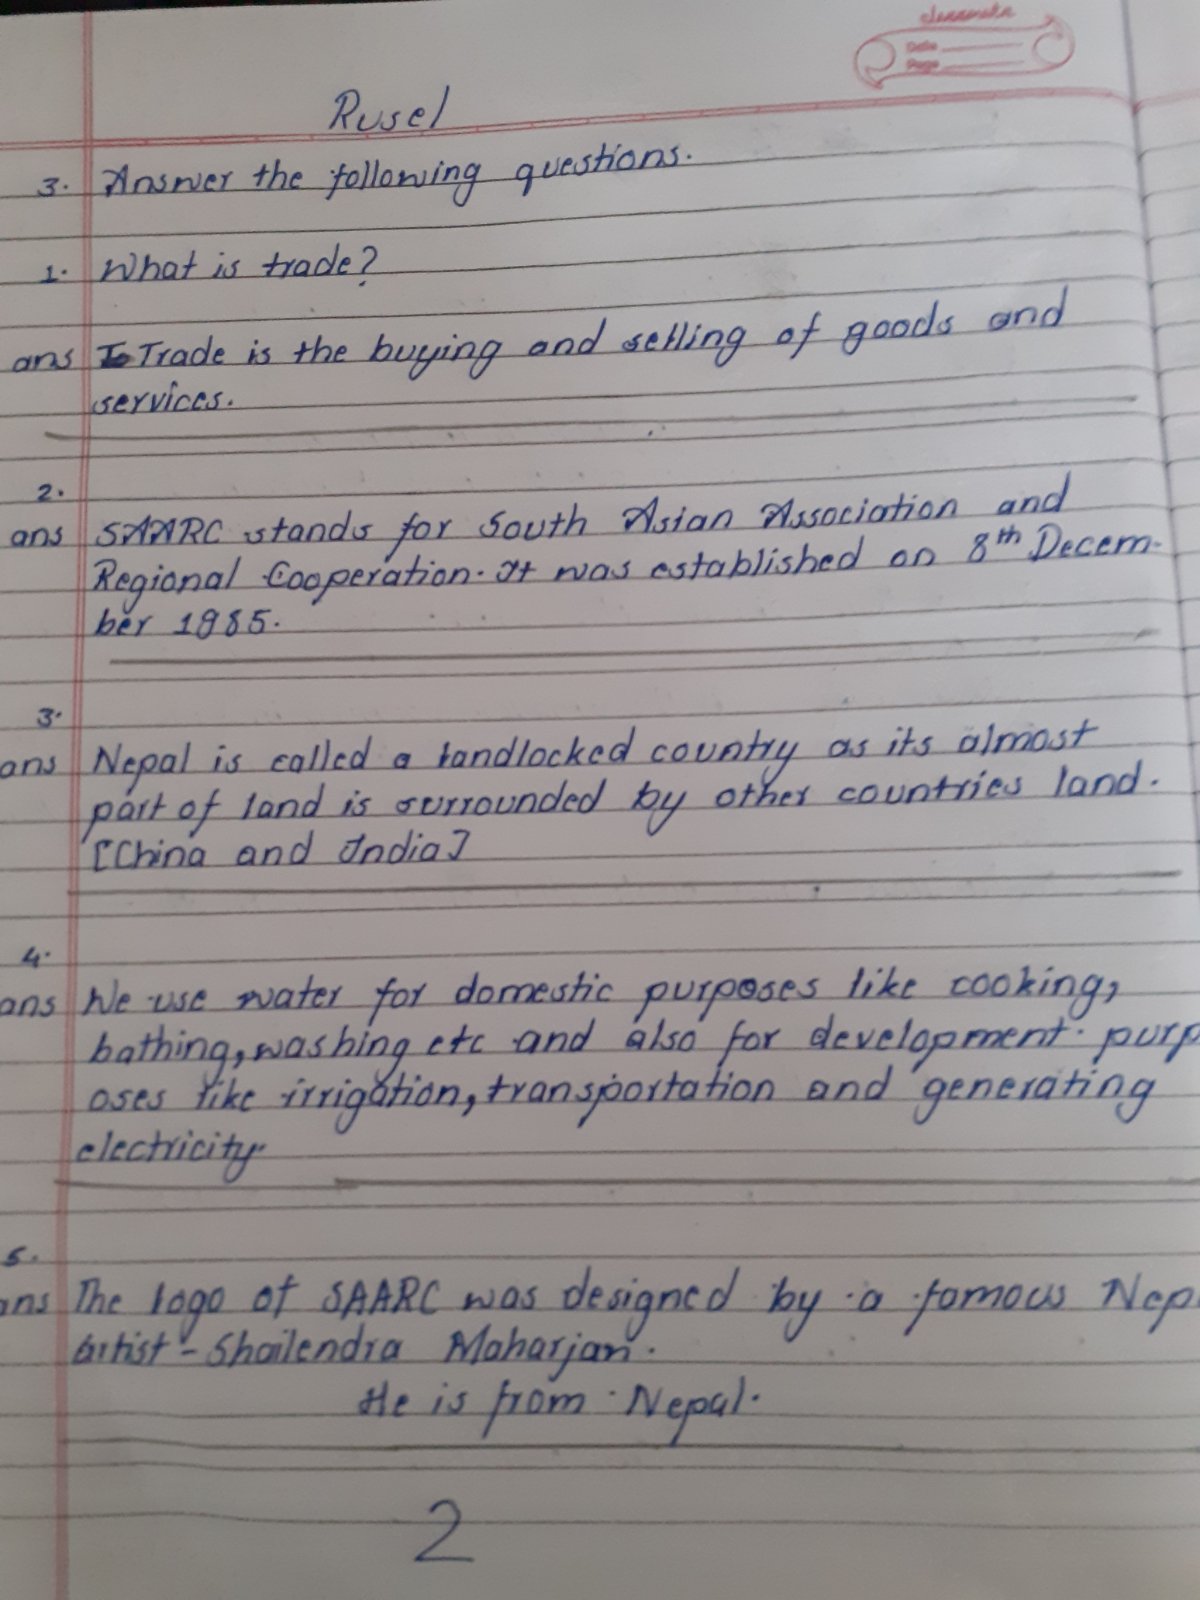 classmate
Date
Page
Rusel
3. Answer the following questions.
1. What is trade?
ans Trade is the buying and selling of goods and
services.
2.
ans SAARC stands for South Asian Association and
Regional Cooperation. It was established on 8th Decem-
ber 1985.
3.
ans Nepal is called a landlocked country as its almost
part of land is surrounded by other countries land.
[China and India]
4.
ans We use water for domestic purposes like cooking,
bathing, washing etc and also for development purp
oses like irrigation, transportation and generating
electricity.
5.
ans The logo of SAARC was designed by a famous Nep
artist - Shailendra Maharjan.
He is from Nepal.
2